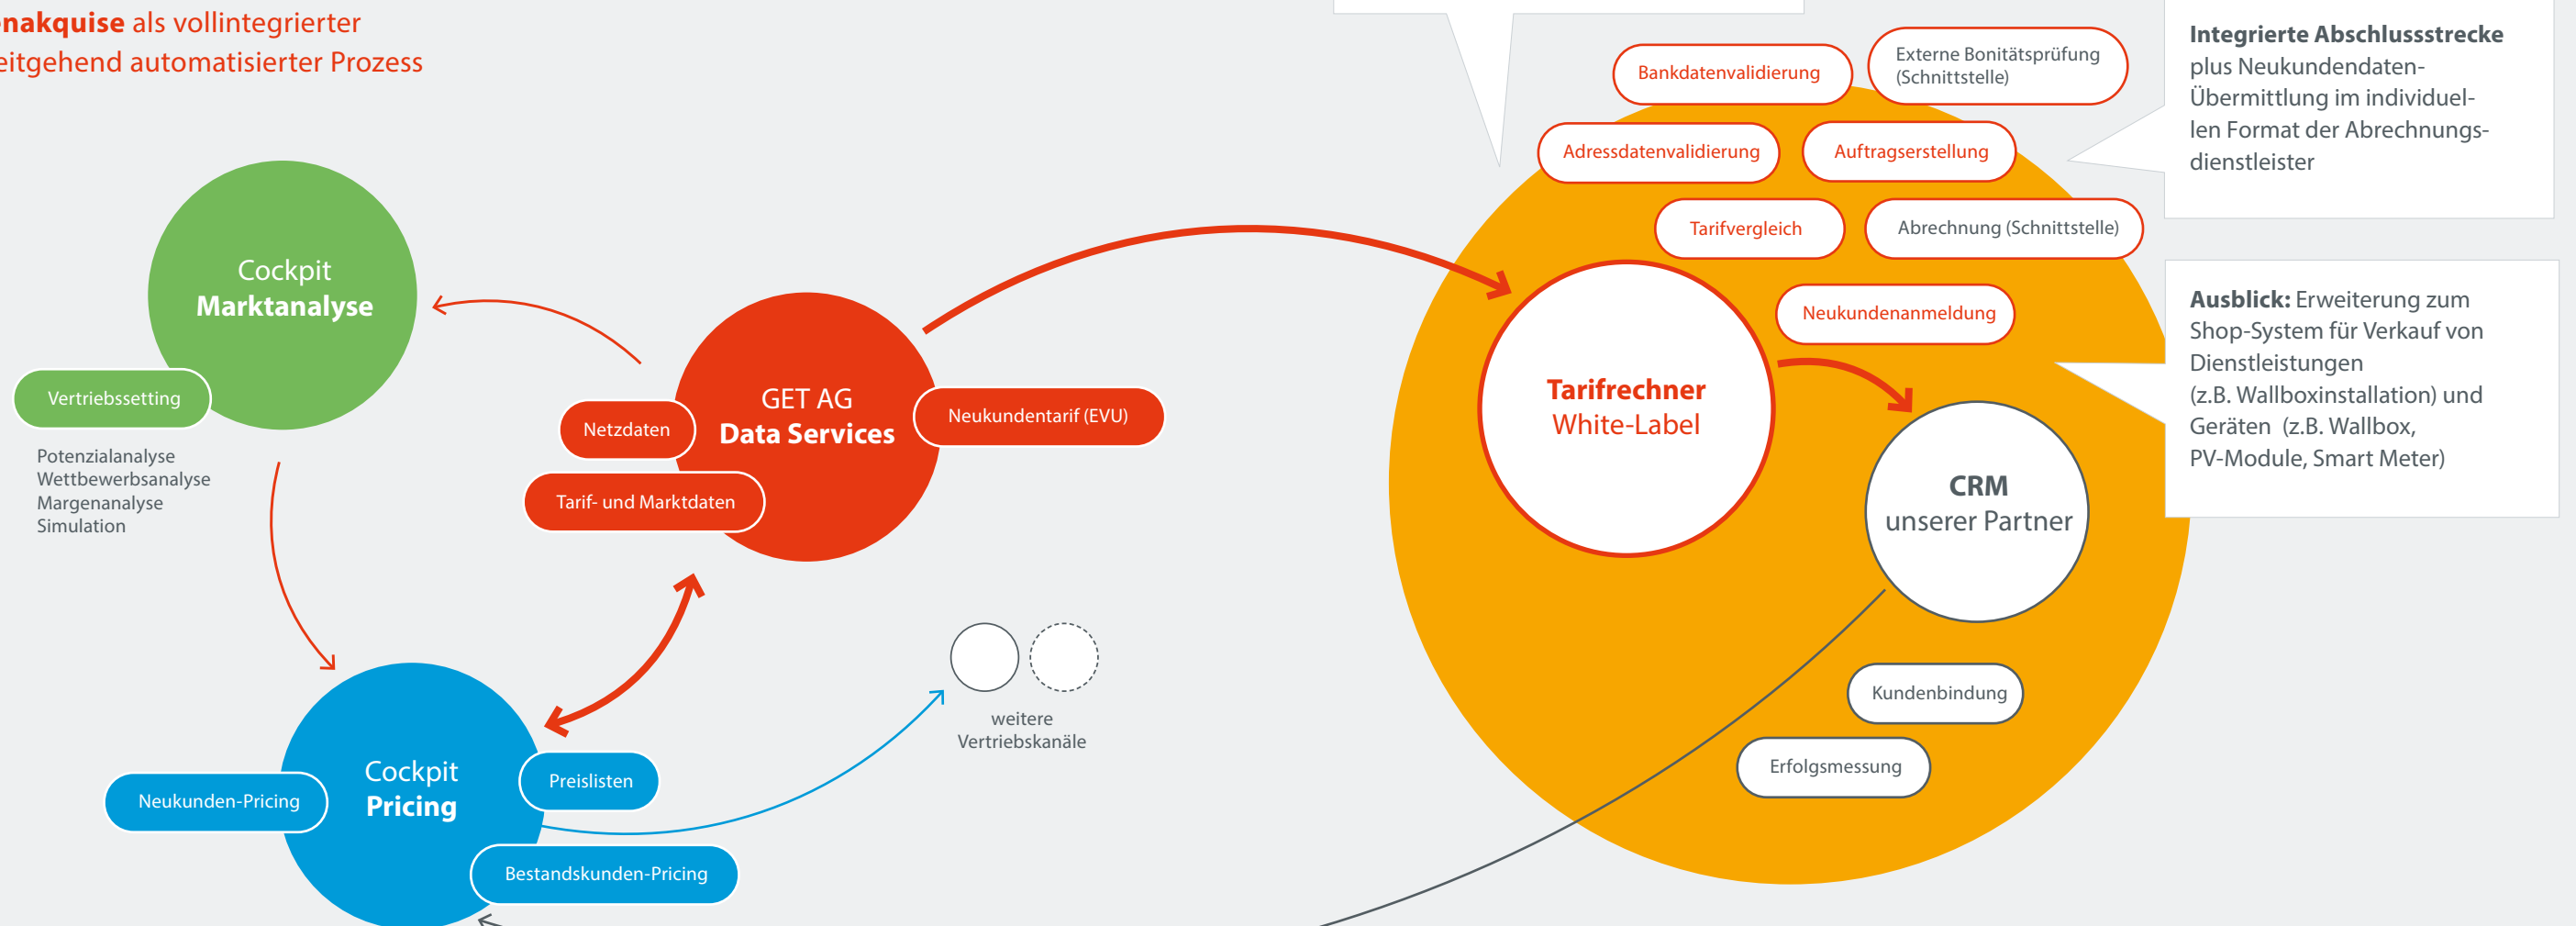 enakquise als vollintegrierter
eitgehend automatisierter Prozess
Bankdatenvalidierung
Externe Bonitätsprüfung
(Schnittstelle)
Adressdatenvalidierung
Auftragserstellung
Tarifvergleich
Abrechnung (Schnittstelle)
Neukundenanmeldung
Integrierte Abschlussstrecke
plus Neukundendaten-
Übermittlung im individuel-
len Format der Abrechnungs-
dienstleister
Ausblick: Erweiterung zum
Shop-System für Verkauf von
Dienstleistungen
(z.B. Wallboxinstallation) und
Geräten (z.B. Wallbox,
PV-Module, Smart Meter)
Cockpit
Marktanalyse
Vertriebssetting
Potenzialanalyse
Wettbewerbsanalyse
Margenanalyse
Simulation
GET AG
Data Services
Netzdaten
Neukundentarif (EVU)
Tarif- und Marktdaten
Tarifrechner
White-Label
CRM
unserer Partner
Kundenbindung
Erfolgsmessung
weitere
Vertriebskanäle
Cockpit
Pricing
Neukunden-Pricing
Preislisten
Bestandskunden-Pricing